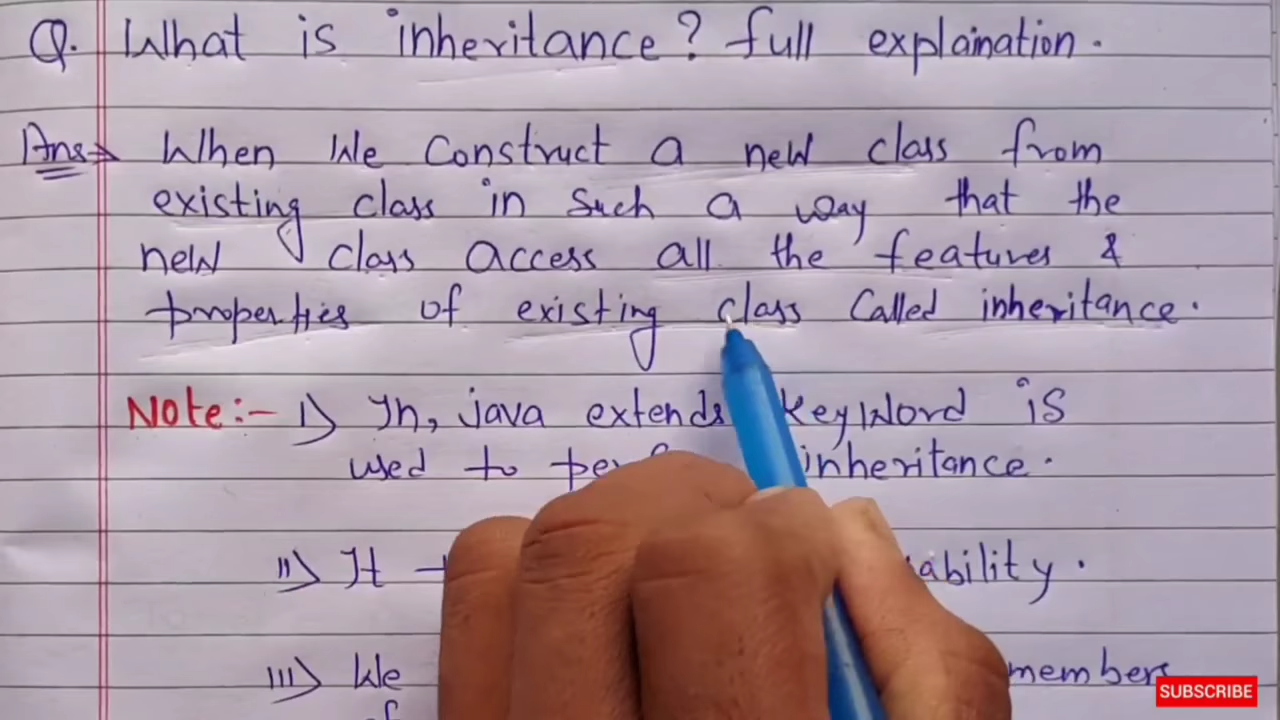 Q. What is inheritance? full explaination.
Ans→ When We Construct a new class from
existing class in such a way that the
new class access all the features &
properties of existing class Called inheritance.
Note:- i) In, java extends keyword is
used to inheritance.
ii) It
iii) We members
of
SUBSCRIBE